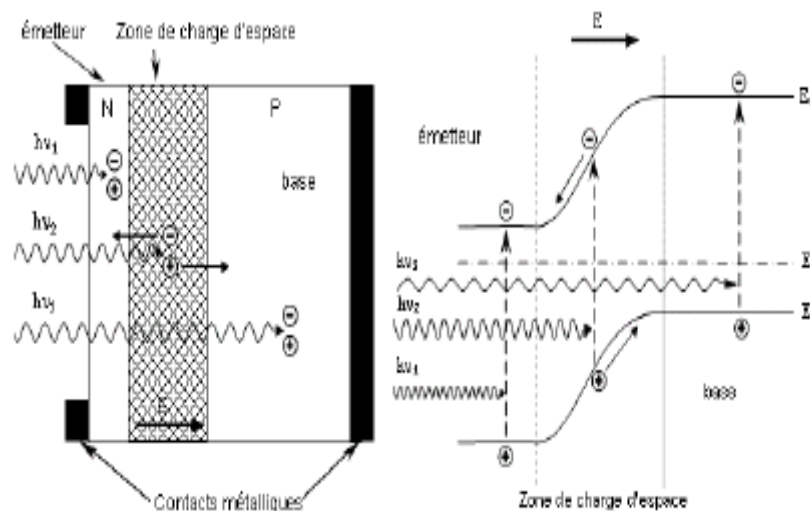 émetteur
Zone de charge d'espace
N
P
hν₁
hν₂
base
hν₃
E
Contacts métalliques
E
émetteur
E
hν₃
E
hν₂
E
hν₁
base
Zone de charge d'espace